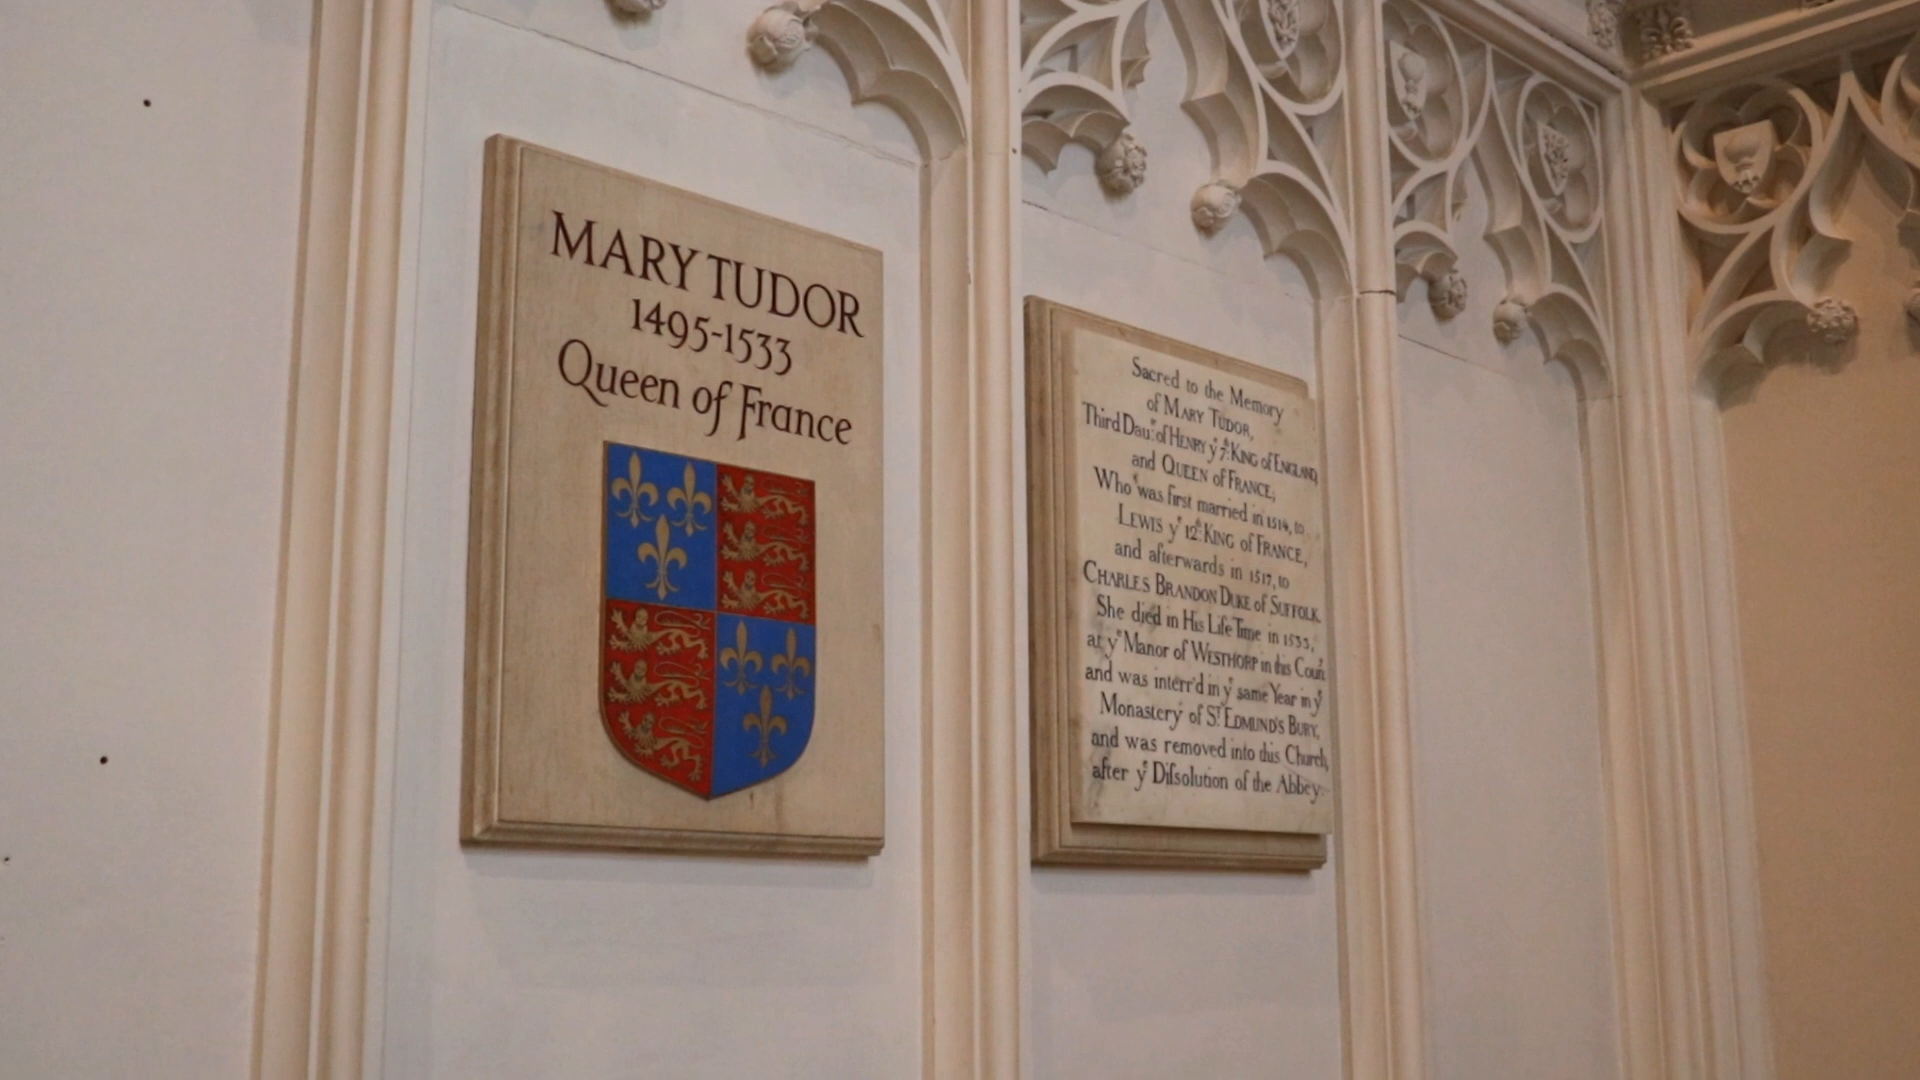 MARY TUDOR
1495-1533
Queen of France
Sacred to the Memory
of MARY TUDOR,
Third Dau:r of HENRY ye 7th: KING of ENGLAND,
and QUEEN of FRANCE;
Who was first married in 1514, to
LEWIS ye 12th: KING of FRANCE,
and afterwards in 1517, to
CHARLES BRANDON DUKE of SUFFOLK.
She died in His Life Time in 1533,
at ye Manor of WESTHORP in this Counʸ
and was interr'd in ye same Year in ye
Monastery of St. EDMUND'S BURY,
and was removed into this Church,
after ye Difsolution of the Abbey.